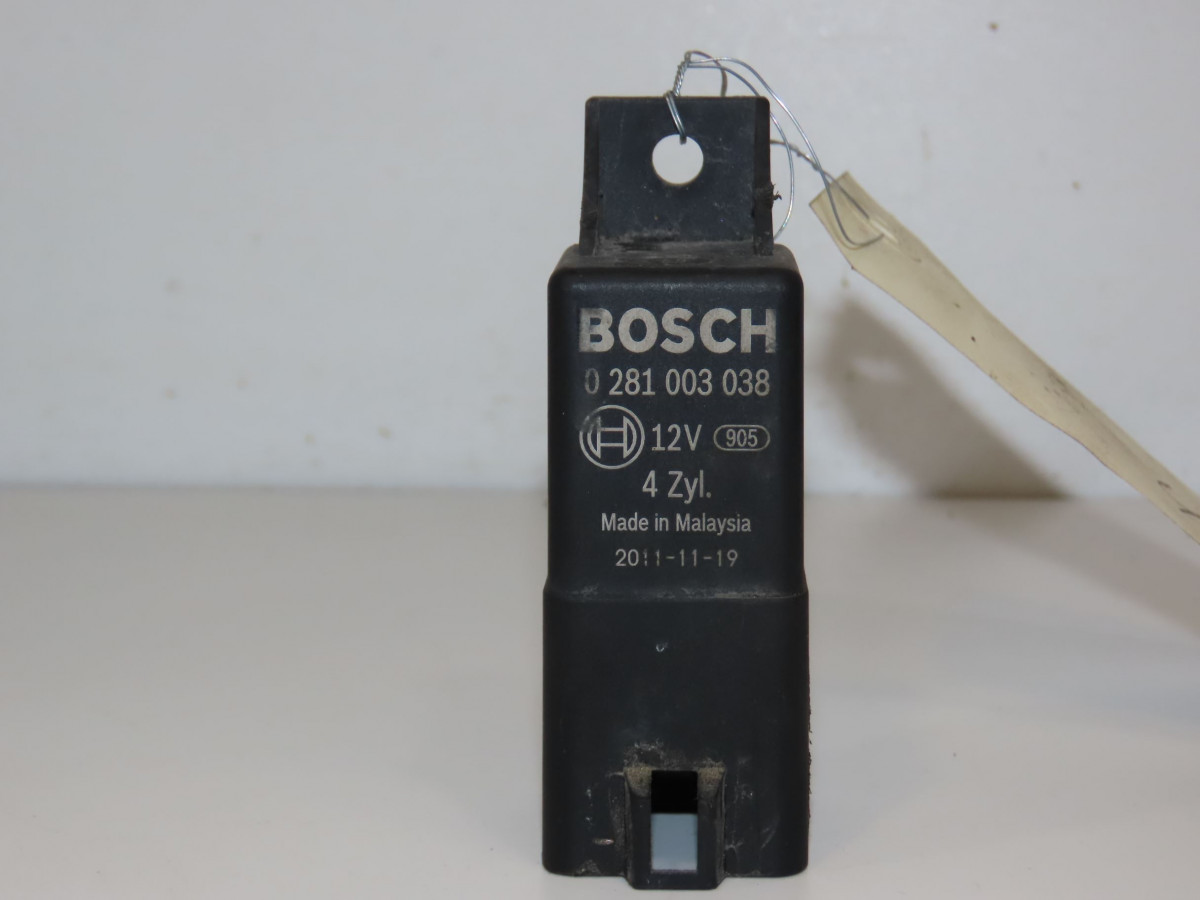 BOSCH
0 281 003 038
12V 905
4 Zyl.
Made in Malaysia
2011-11-19